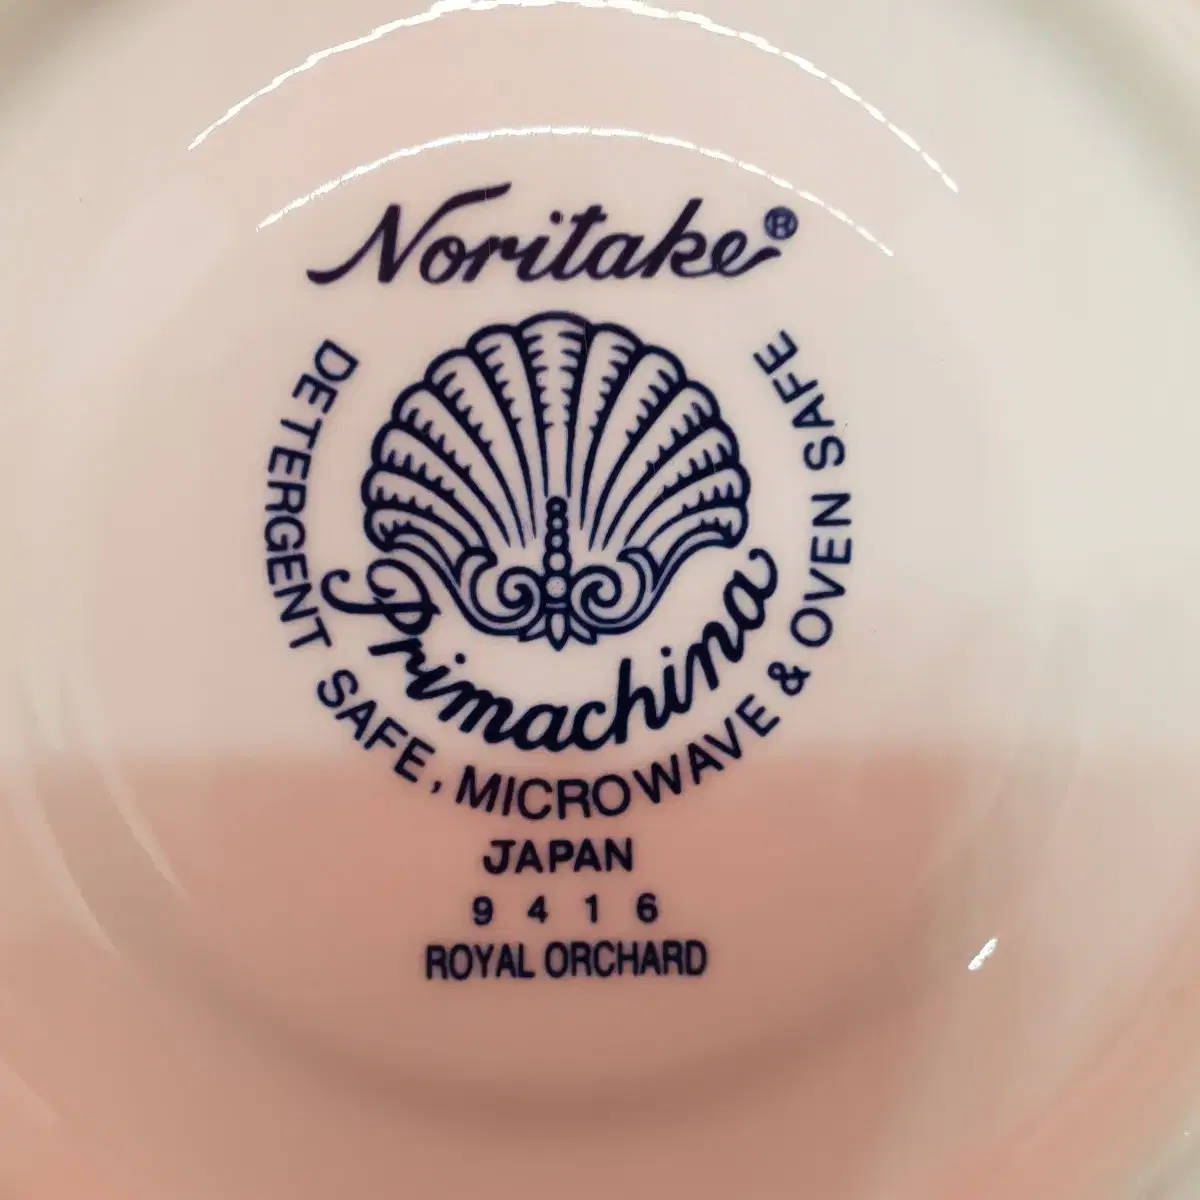 Noritake®
DETERGENT SAFE, MICROWAVE & OVEN SAFE
Primachina
JAPAN
9416
ROYAL ORCHARD